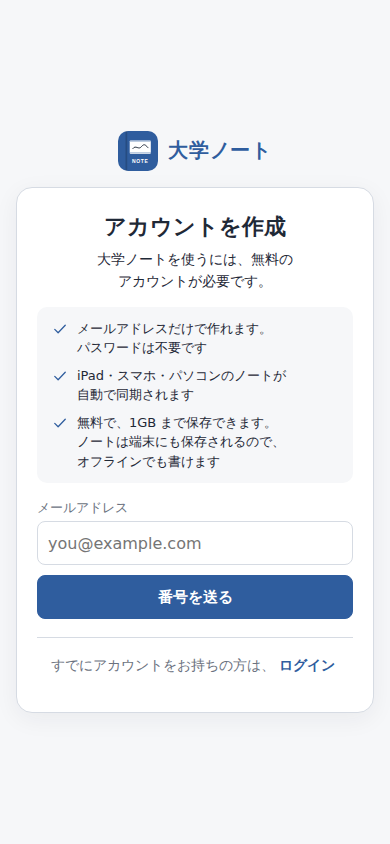 NOTE
大学ノート
アカウントを作成
大学ノートを使うには、無料の
アカウントが必要です。
メールアドレスだけで作れます。
パスワードは不要です
iPad・スマホ・パソコンのノートが
自動で同期されます
無料で、1GB まで保存できます。
ノートは端末にも保存されるので、
オフラインでも書けます
メールアドレス
you@example.com
番号を送る
すでにアカウントをお持ちの方は、 ログイン